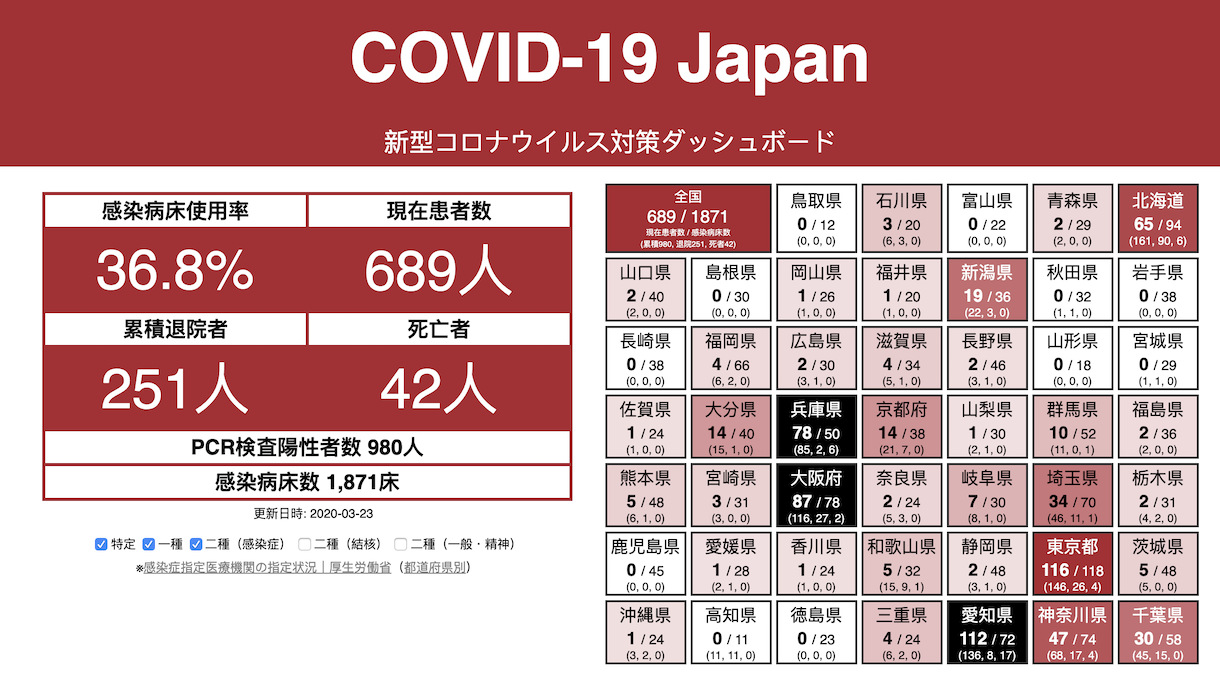 COVID-19 Japan
新型コロナウイルス対策ダッシュボード
感染病床使用率
現在患者数
36.8%
689人
累積退院者
死亡者
251人
42人
PCR検査陽性者数 980人
感染病床数 1,871床
更新日時: 2020-03-23
特定 一種 二種（感染症） 二種（結核） 二種（一般・精神）
※感染症指定医療機関の指定状況｜厚生労働省（都道府県別）
全国
689 / 1871
現在患者数 / 感染病床数
(累積980, 退院251, 死者42)
鳥取県
0 / 12
(0, 0, 0)
石川県
3 / 20
(6, 3, 0)
富山県
0 / 22
(0, 0, 0)
青森県
2 / 29
(2, 0, 0)
北海道
65 / 94
(161, 90, 6)
山口県
2 / 40
(2, 0, 0)
島根県
0 / 30
(0, 0, 0)
岡山県
1 / 26
(1, 0, 0)
福井県
1 / 20
(1, 0, 0)
新潟県
19 / 36
(22, 3, 0)
秋田県
0 / 32
(1, 1, 0)
岩手県
0 / 38
(0, 0, 0)
長崎県
0 / 38
(0, 0, 0)
福岡県
4 / 66
(6, 2, 0)
広島県
2 / 30
(3, 1, 0)
滋賀県
4 / 34
(5, 1, 0)
長野県
2 / 46
(3, 1, 0)
山形県
0 / 18
(0, 0, 0)
宮城県
0 / 29
(1, 1, 0)
佐賀県
1 / 24
(1, 0, 0)
大分県
14 / 40
(15, 1, 0)
兵庫県
78 / 50
(85, 2, 6)
京都府
14 / 38
(21, 7, 0)
山梨県
1 / 30
(2, 1, 0)
群馬県
10 / 52
(11, 0, 1)
福島県
2 / 36
(2, 0, 0)
熊本県
5 / 48
(6, 1, 0)
宮崎県
3 / 31
(3, 0, 0)
大阪府
87 / 78
(116, 27, 2)
奈良県
2 / 24
(5, 3, 0)
岐阜県
7 / 30
(8, 1, 0)
埼玉県
34 / 70
(46, 11, 1)
栃木県
2 / 31
(4, 2, 0)
鹿児島県
0 / 45
(0, 0, 0)
愛媛県
1 / 28
(2, 1, 0)
香川県
1 / 24
(1, 0, 0)
和歌山県
5 / 32
(15, 9, 1)
静岡県
2 / 48
(3, 1, 0)
東京都
116 / 118
(146, 26, 4)
茨城県
5 / 48
(5, 0, 0)
沖縄県
1 / 24
(3, 2, 0)
高知県
0 / 11
(11, 11, 0)
徳島県
0 / 23
(0, 0, 0)
三重県
4 / 24
(6, 2, 0)
愛知県
112 / 72
(136, 8, 17)
神奈川県
47 / 74
(68, 17, 4)
千葉県
30 / 58
(45, 15, 0)